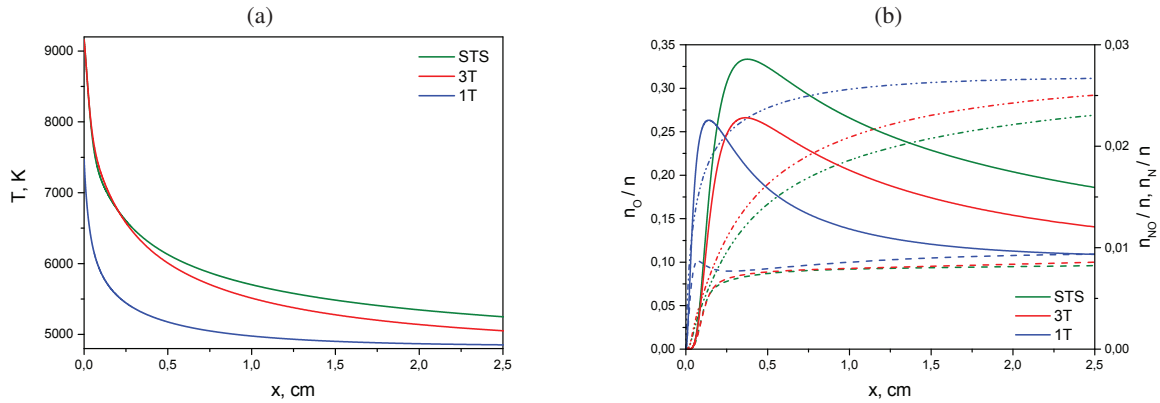 (a)
T, K
9000
8000
7000
6000
5000
0,0 0,5 1,0 1,5 2,0 2,5
x, cm
STS
3T
1T
(b)
n_O / n
0,35
0,30
0,25
0,20
0,15
0,10
0,05
0,00
0,0 0,5 1,0 1,5 2,0 2,5
x, cm
STS
3T
1T
0,03
0,02
0,01
0,00
n_NO / n, n_N / n